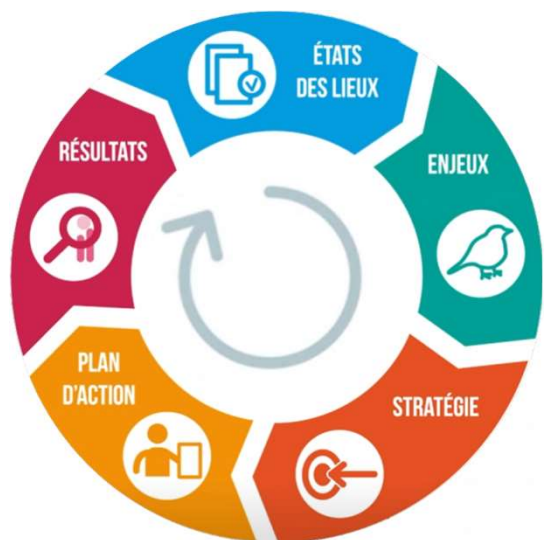 ÉTATS
DES LIEUX
ENJEUX
STRATÉGIE
PLAN
D'ACTION
RÉSULTATS